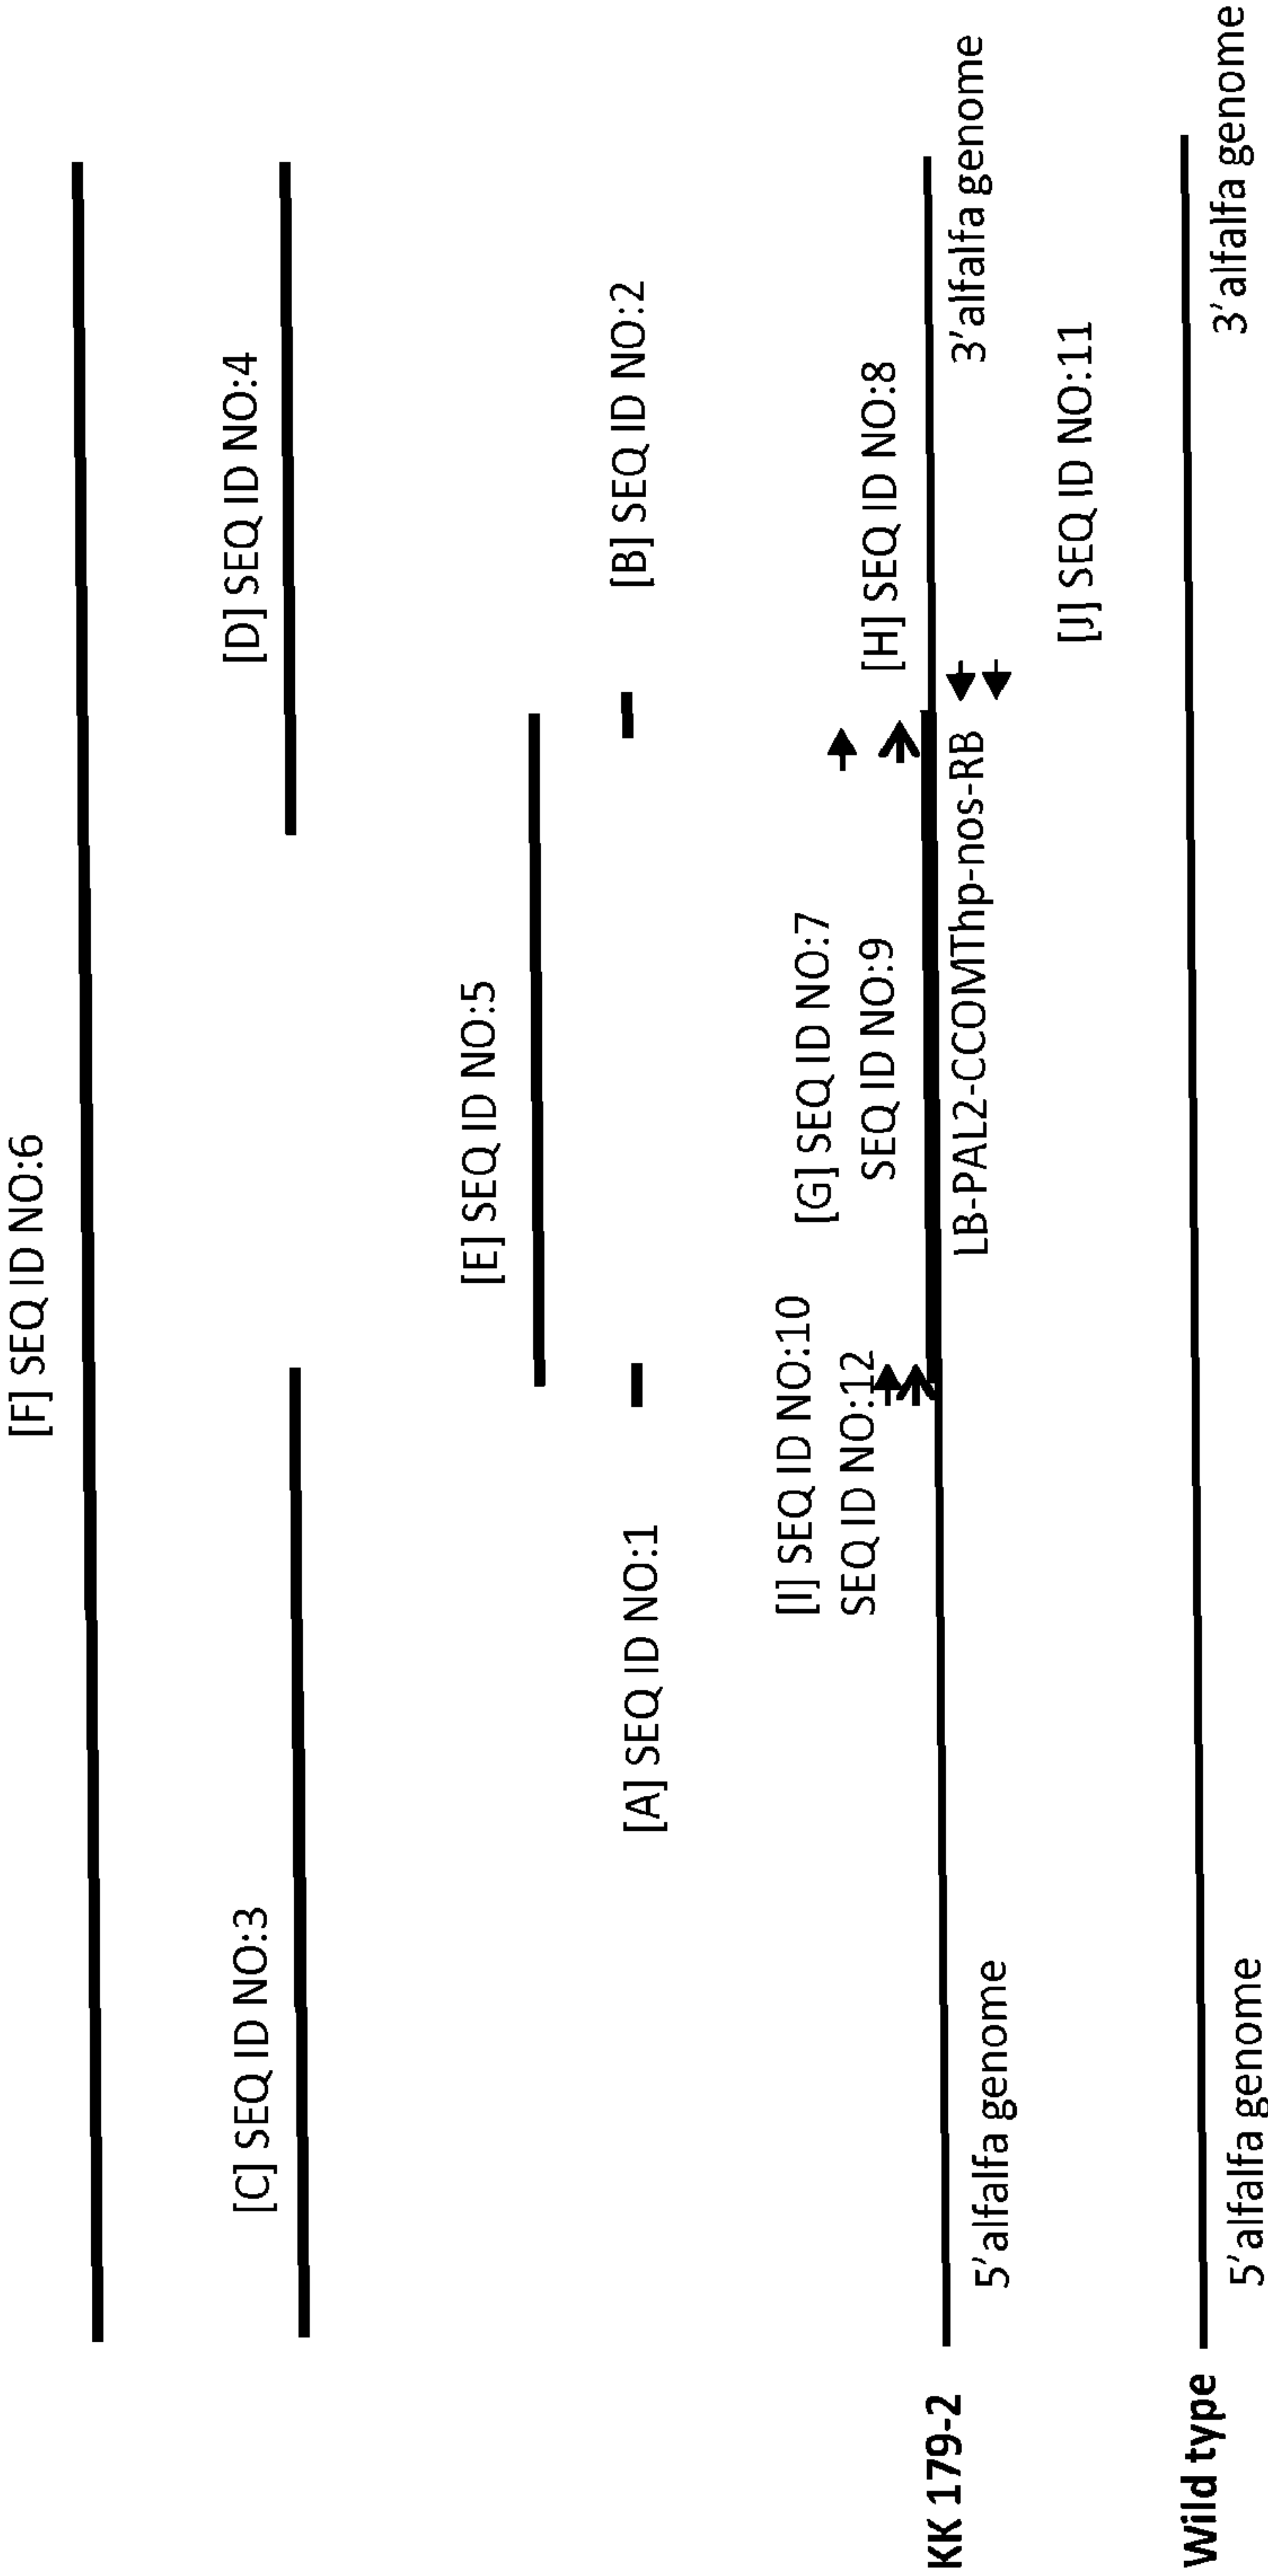 [F] SEQ ID NO:6
[C] SEQ ID NO:3
[D] SEQ ID NO:4
[E] SEQ ID NO:5
[A] SEQ ID NO:1
[B] SEQ ID NO:2
[I] SEQ ID NO:10
SEQ ID NO:12
[G] SEQ ID NO:7
SEQ ID NO:9
[H] SEQ ID NO:8
KK 179-2
5'alfalfa genome
LB-PAL2-CCOMThp-nos-RB
3'alfalfa genome
[J] SEQ ID NO:11
Wild type
5'alfalfa genome
3'alfalfa genome